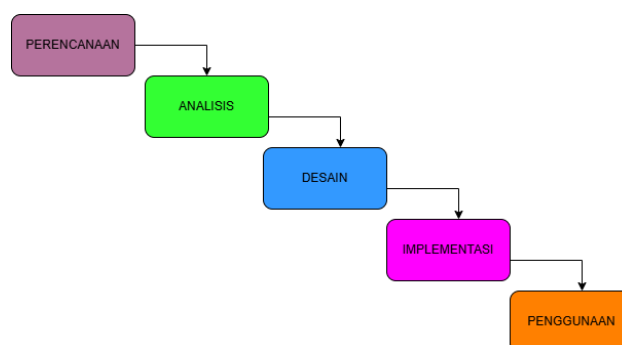 PERENCANAAN
ANALISIS
DESAIN
IMPLEMENTASI
PENGGUNAAN